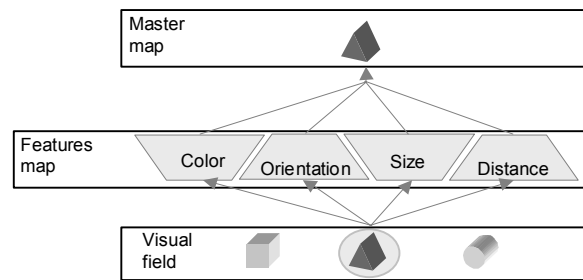 Master
map
Features
map
Color
Orientation
Size
Distance
Visual
field